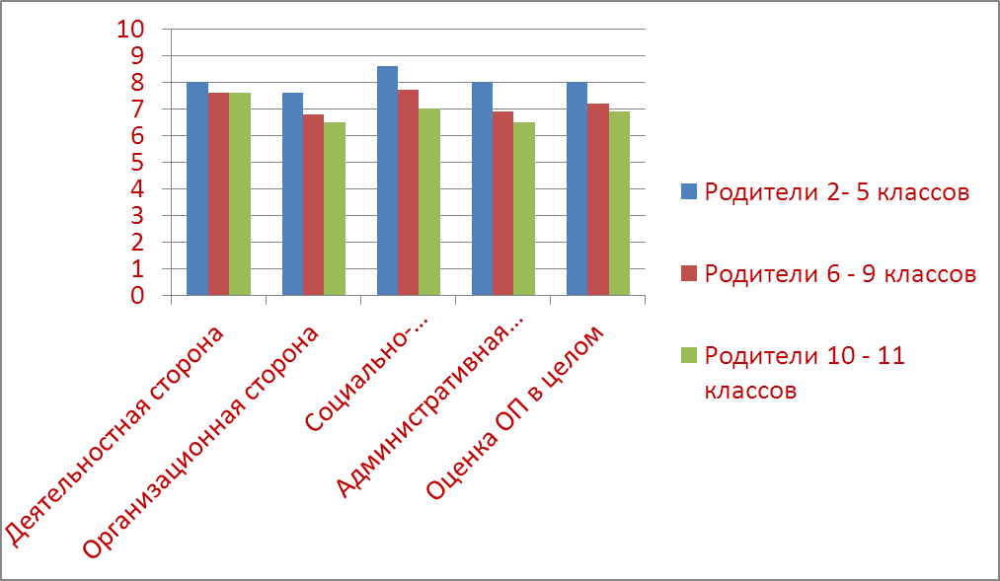 10
9
8
7
6
5
4
3
2
1
0
Деятельностная сторона
Организационная сторона
Социально-...
Административная...
Оценка ОП в целом
Родители 2- 5 классов
Родители 6 - 9 классов
Родители 10 - 11
классов